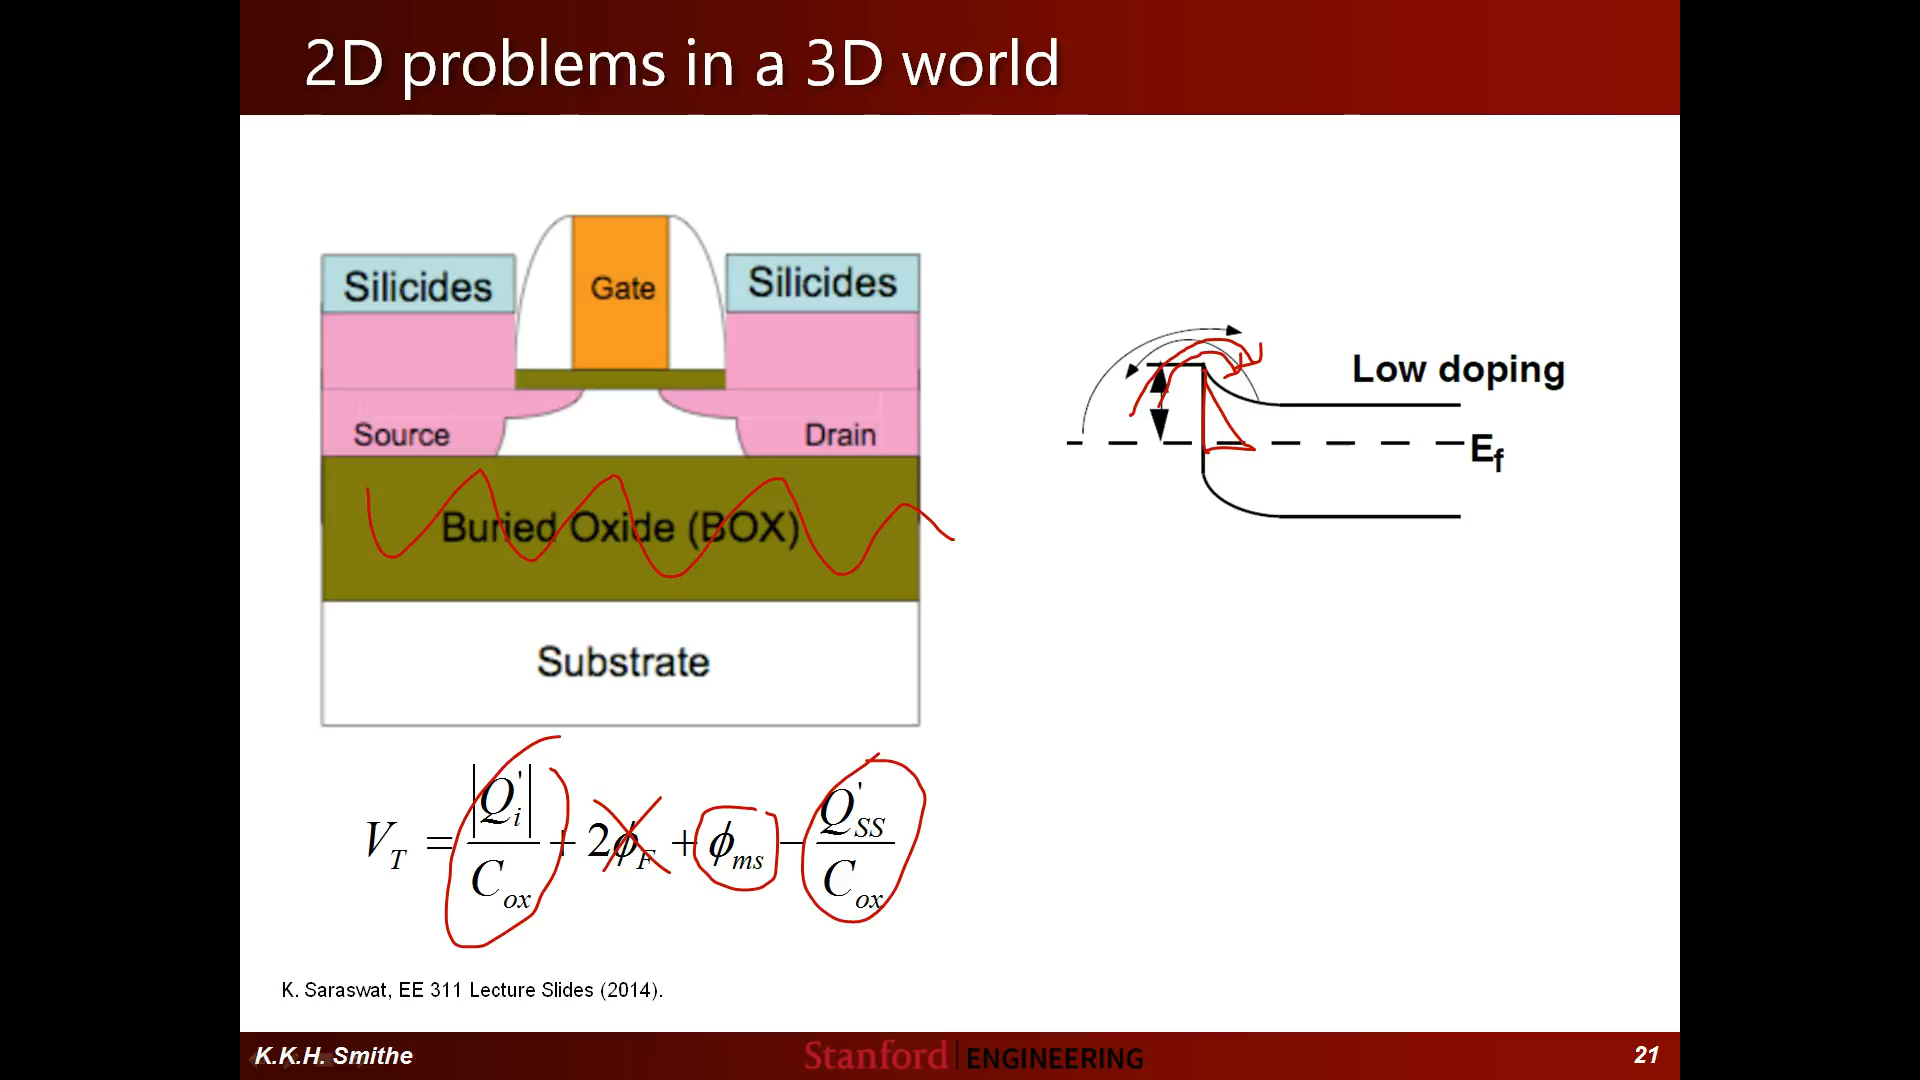 2D problems in a 3D world
Silicides
Gate
Silicides
Source
Drain
Buried Oxide (BOX)
Substrate
Low doping
E_f
V_T = |Q'_i| / C_ox + 2ϕ_F + ϕ_ms − Q'_SS / C_ox
K. Saraswat, EE 311 Lecture Slides (2014).
K.K.H. Smithe
Stanford | ENGINEERING
21